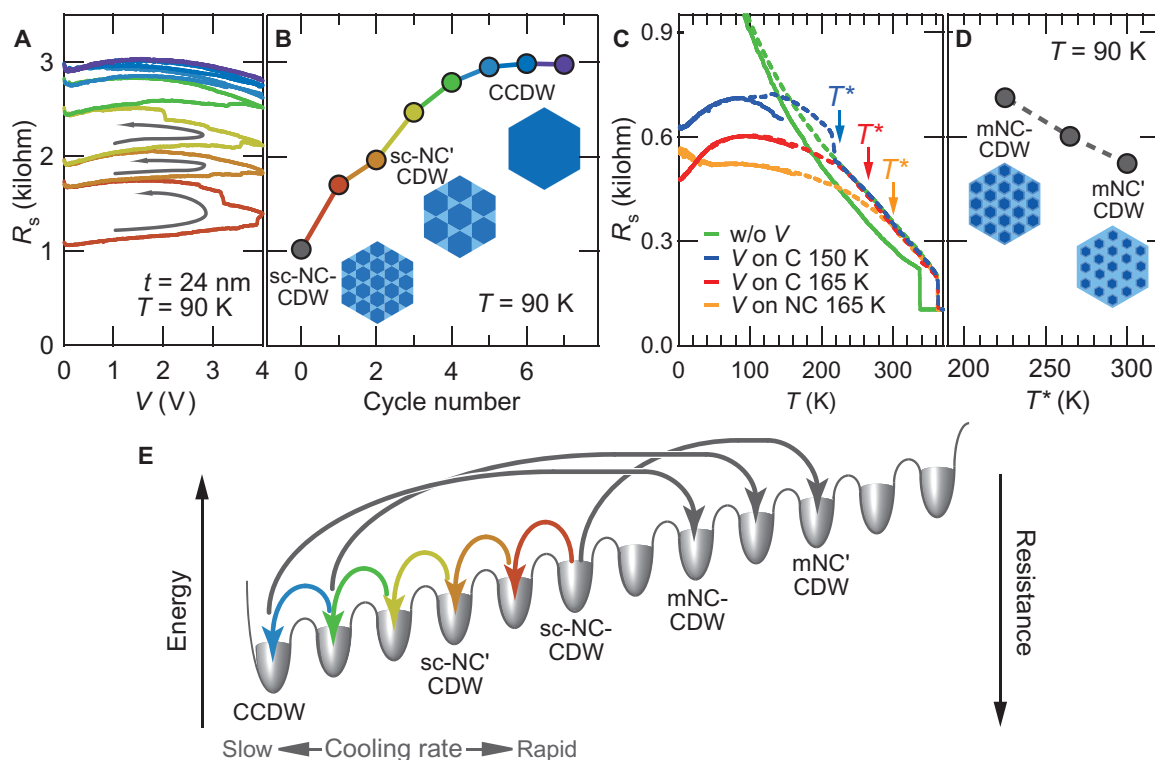 A
3
2
1
0
R_s (kilohm)
t = 24 nm
T = 90 K
0 1 2 3 4
V (V)
B
CCDW
sc-NC'
CDW
sc-NC-
CDW
T = 90 K
0 2 4 6
Cycle number
C
0.9
0.6
0.3
0.0
R_s (kilohm)
T*
T*
T*
w/o V
V on C 150 K
V on C 165 K
V on NC 165 K
0 100 200 300
T (K)
D
T = 90 K
mNC-
CDW
mNC'
CDW
200 250 300
T* (K)
E
Energy
Resistance
CCDW
sc-NC'
CDW
sc-NC-
CDW
mNC-
CDW
mNC'
CDW
Slow Cooling rate Rapid